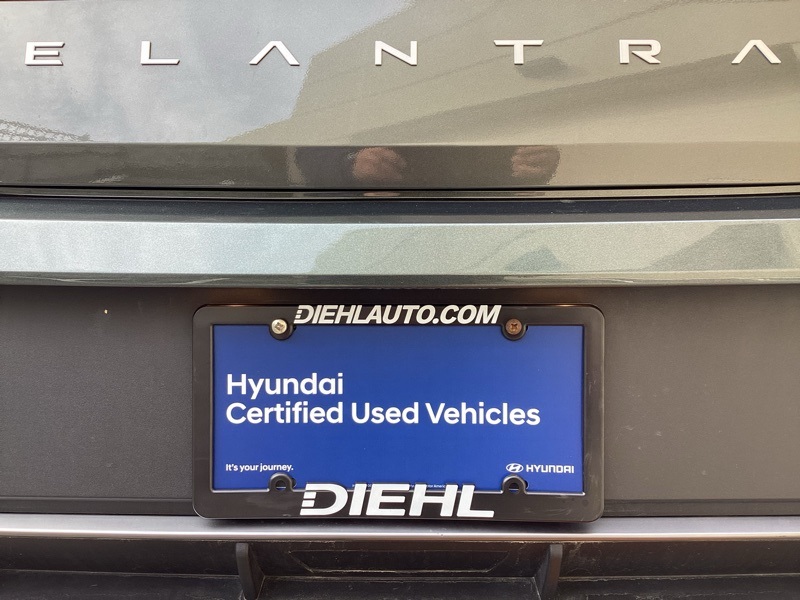 ELANTRA
DIEHLAUTO.COM
Hyundai
Certified Used Vehicles
It's your journey.
HYUNDAI
DIEHL